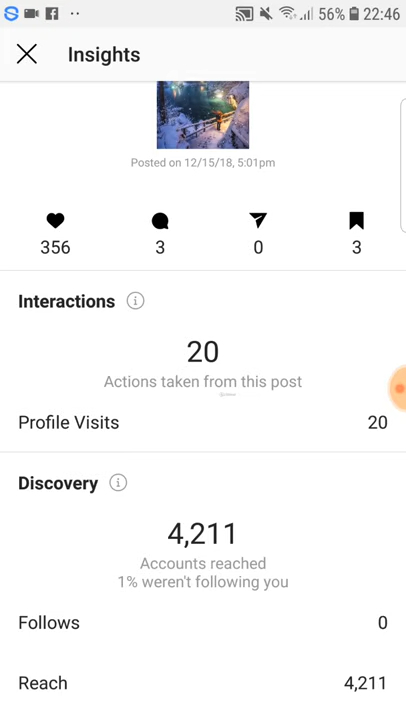 56% 22:46
Insights
Posted on 12/15/18, 5:01pm
356 3 0 3
Interactions
20
Actions taken from this post
Profile Visits 20
Discovery
4,211
Accounts reached
1% weren't following you
Follows 0
Reach 4,211